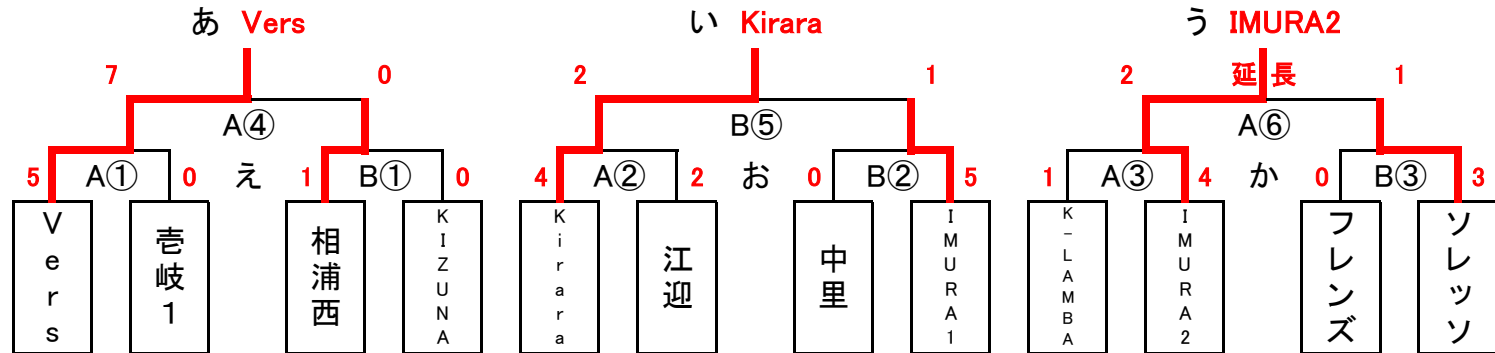 あ Vers い Kirara う IMURA2
7 0 2 1 2 延長 1
A④ B⑤ A⑥
5 A① 0 え 1 B① 0 4 A② 2 お 0 B② 5 1 A③ 4 か 0 B③ 3
Vers
壱岐1
相浦西
KIZUNA
Kirara
江迎
中里
IMURA1
K-LAMBA
IMURA2
フレンズ
ソレッソ